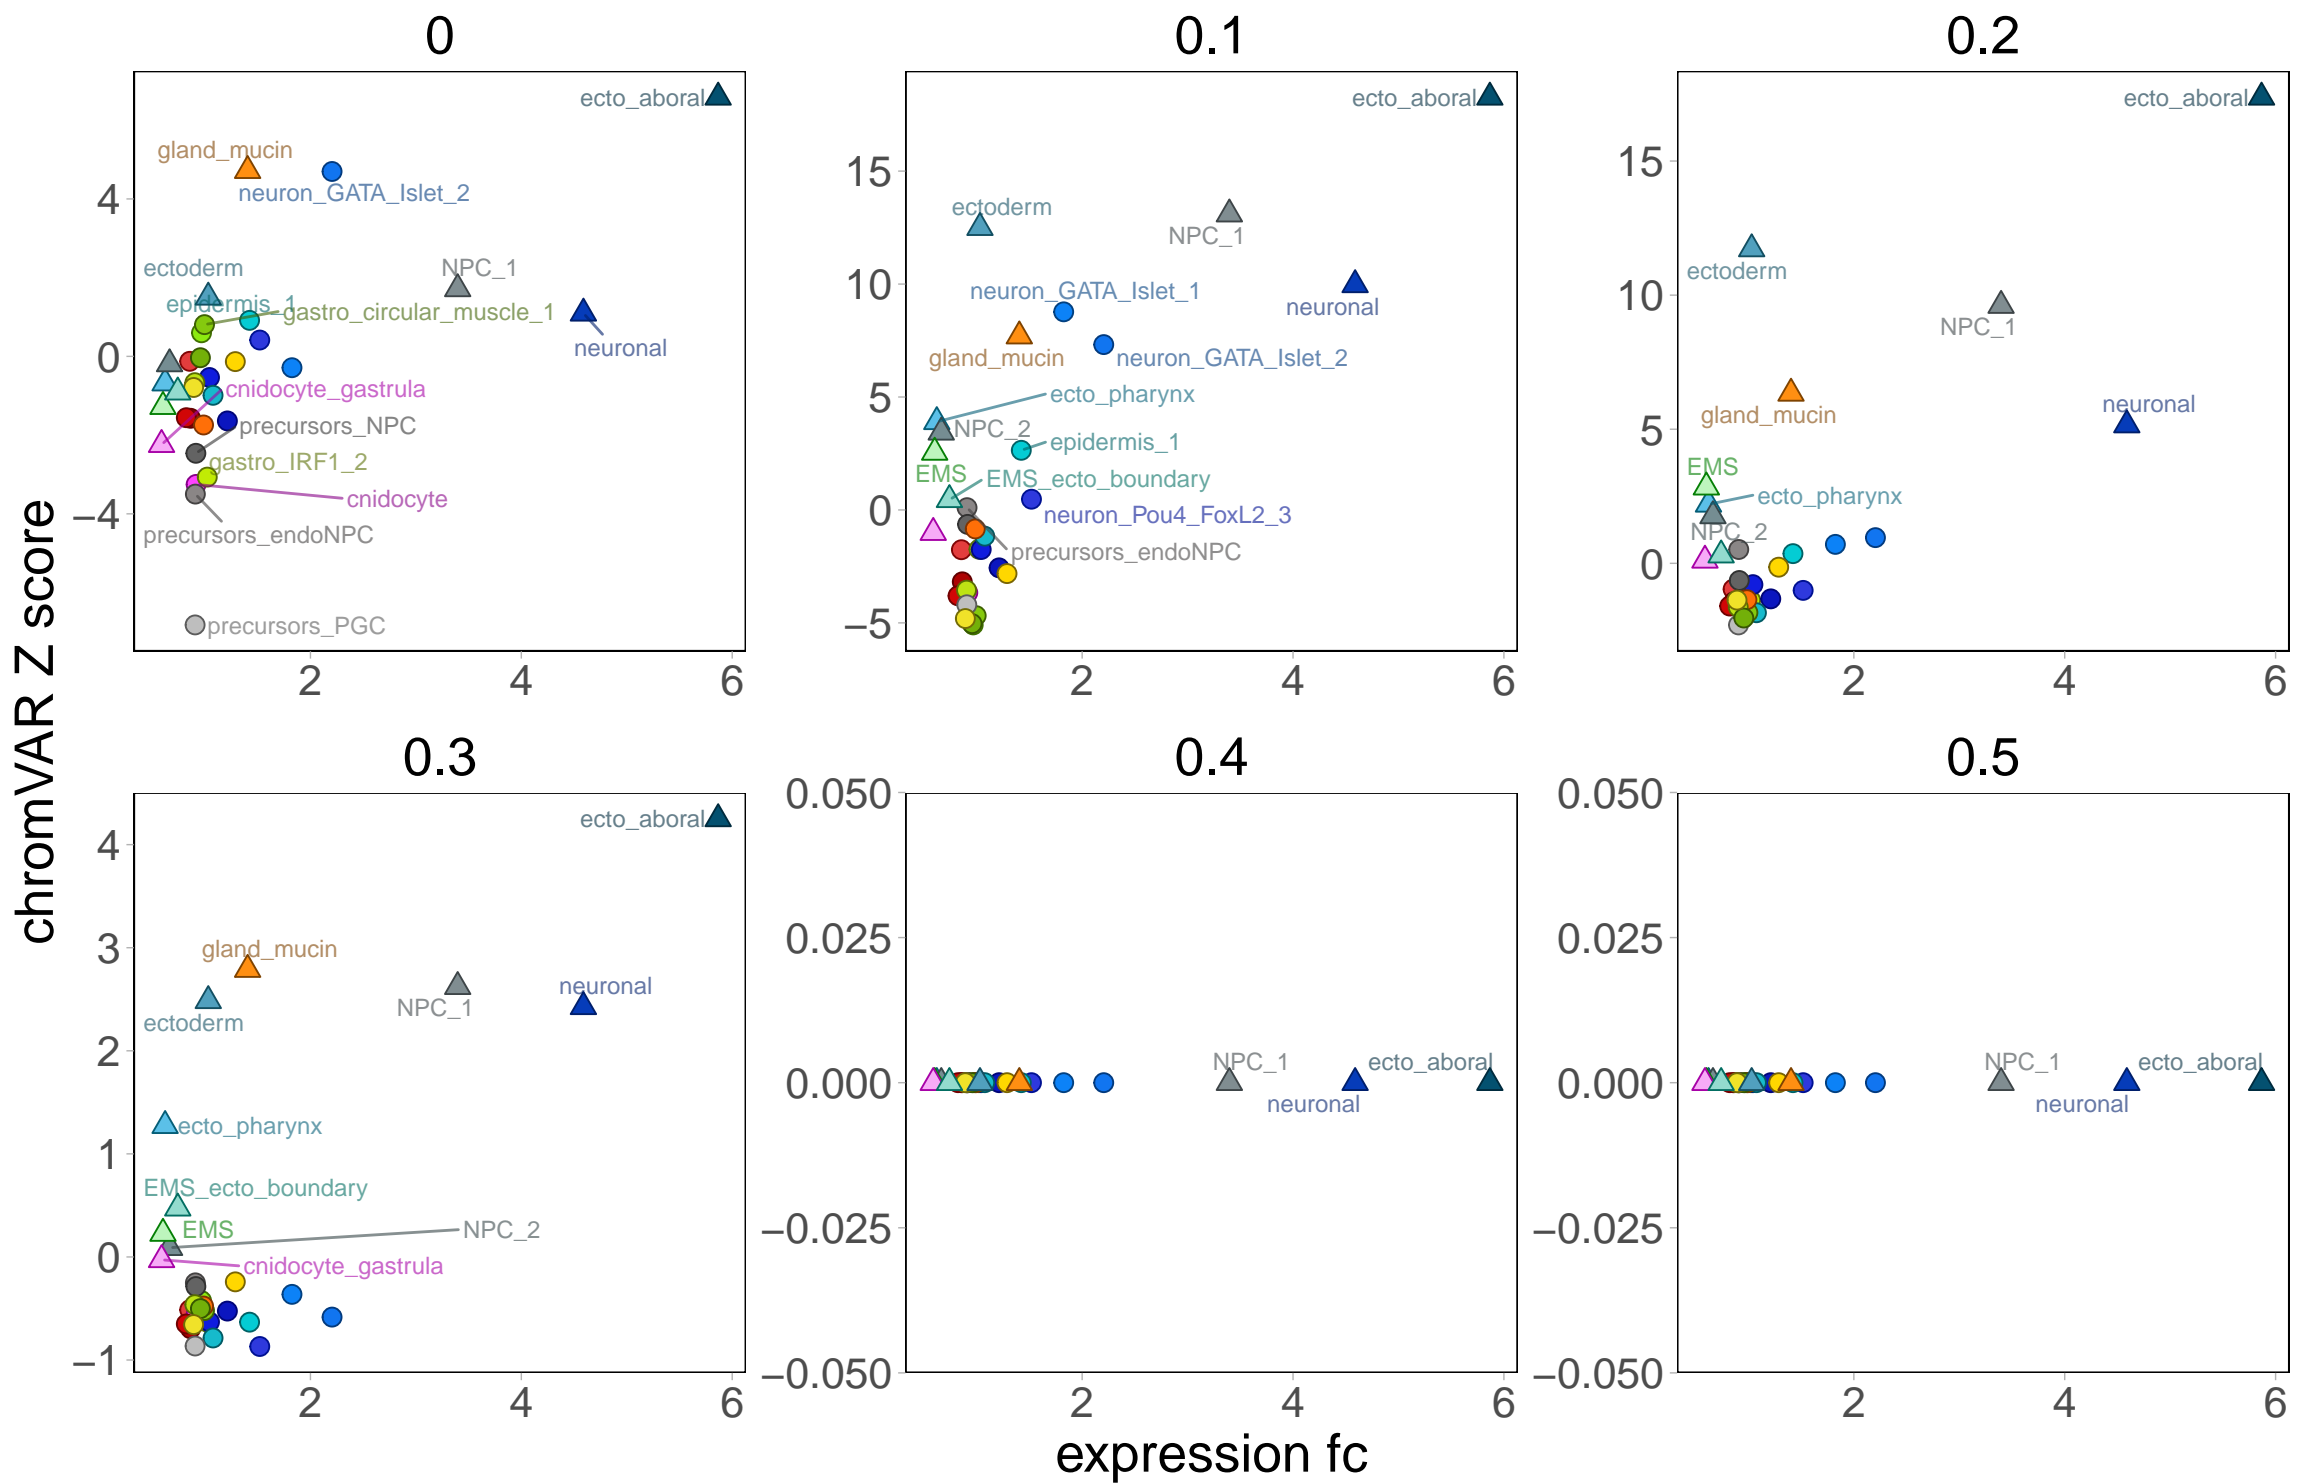 0
0.1
0.2
ecto_aboral
gland_mucin
neuron_GATA_Islet_2
ectoderm
NPC_1
epidermis_1
gastro_circular_muscle_1
neuronal
cnidocyte_gastrula
precursors_NPC
gastro_IRF1_2
cnidocyte
precursors_endoNPC
precursors_PGC
4
0
−4
2
4
6
ecto_aboral
ectoderm
NPC_1
neuron_GATA_Islet_1
neuronal
gland_mucin
neuron_GATA_Islet_2
ecto_pharynx
NPC_2
epidermis_1
EMS
EMS_ecto_boundary
neuron_Pou4_FoxL2_3
precursors_endoNPC
15
10
5
0
−5
2
4
6
ecto_aboral
ectoderm
NPC_1
gland_mucin
neuronal
EMS
ecto_pharynx
NPC_2
15
10
5
0
2
4
6
chromVAR Z score
0.3
0.4
0.5
ecto_aboral
gland_mucin
ectoderm
NPC_1
neuronal
ecto_pharynx
EMS_ecto_boundary
EMS
NPC_2
cnidocyte_gastrula
4
3
2
1
0
−1
2
4
6
0.050
0.025
0.000
−0.025
−0.050
NPC_1
ecto_aboral
neuronal
2
4
6
0.050
0.025
0.000
−0.025
−0.050
NPC_1
ecto_aboral
neuronal
2
4
6
expression fc